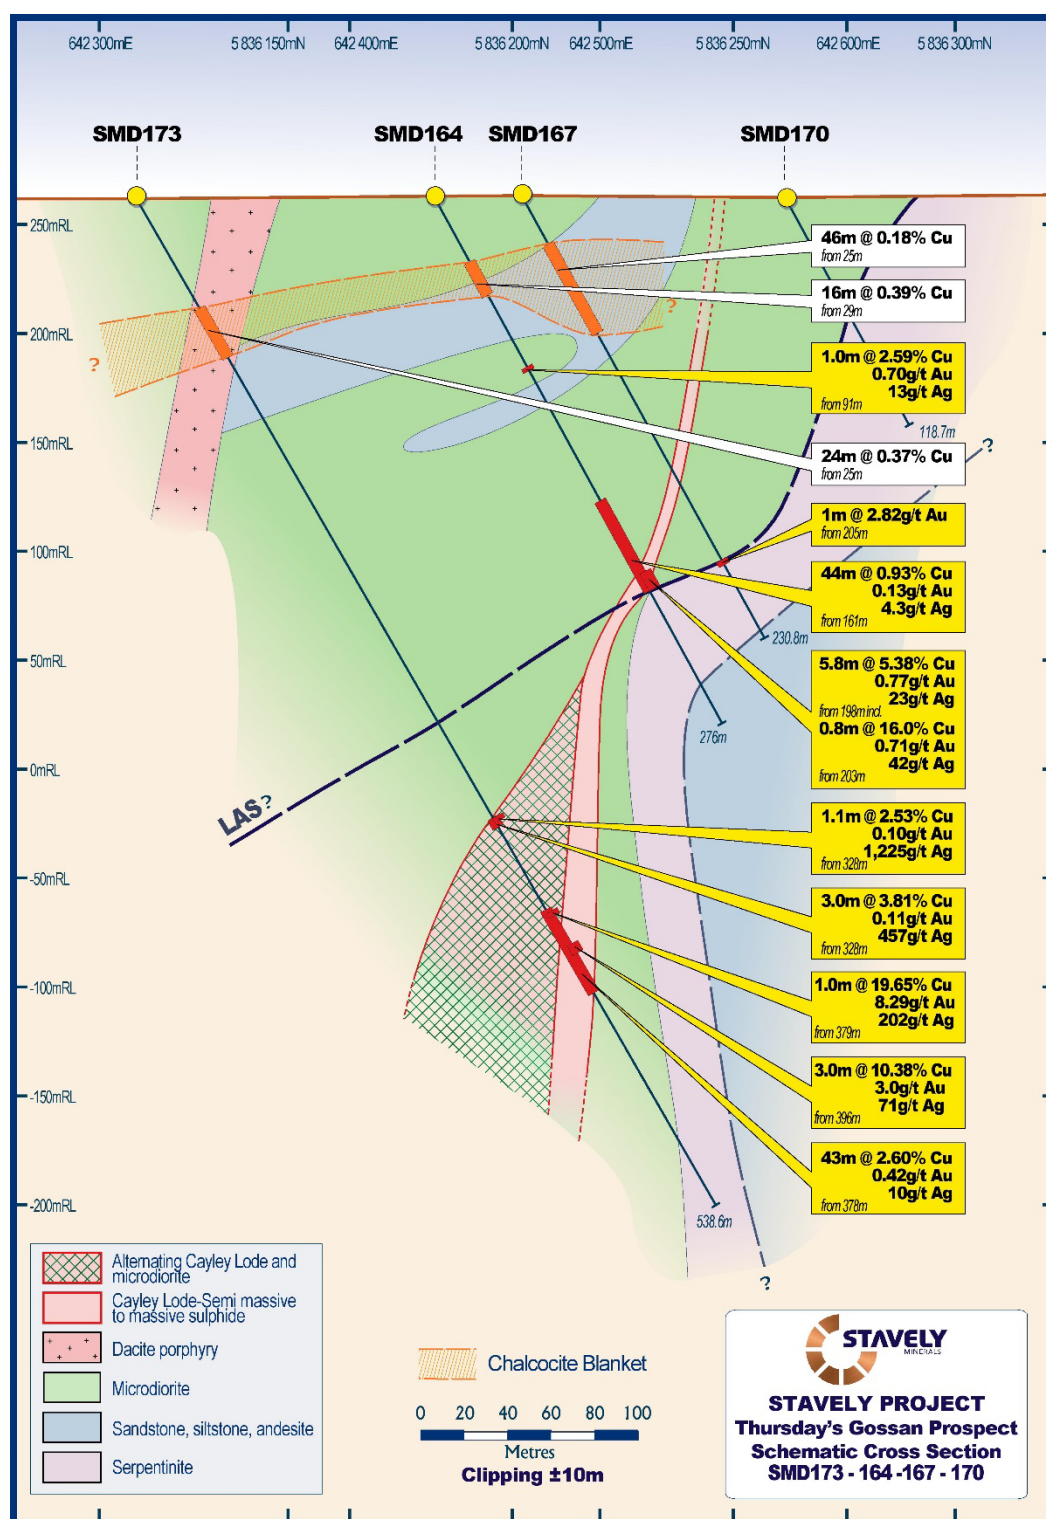 642 300mE
5 836 150mN
642 400mE
5 836 200mN
642 500mE
5 836 250mN
642 600mE
5 836 300mN
SMD173
SMD164
SMD167
SMD170
250mRL
200mRL
150mRL
100mRL
50mRL
0mRL
-50mRL
-100mRL
-150mRL
-200mRL
46m @ 0.18% Cu
from 25m
16m @ 0.39% Cu
from 29m
1.0m @ 2.59% Cu
0.70g/t Au
13g/t Ag
from 91m
24m @ 0.37% Cu
from 25m
1m @ 2.82g/t Au
from 205m
44m @ 0.93% Cu
0.13g/t Au
4.3g/t Ag
from 161m
5.8m @ 5.38% Cu
0.77g/t Au
23g/t Ag
from 198m incl.
0.8m @ 16.0% Cu
0.71g/t Au
42g/t Ag
from 203m
1.1m @ 2.53% Cu
0.10g/t Au
1,225g/t Ag
from 328m
3.0m @ 3.81% Cu
0.11g/t Au
457g/t Ag
from 328m
1.0m @ 19.65% Cu
8.29g/t Au
202g/t Ag
from 379m
3.0m @ 10.38% Cu
3.0g/t Au
71g/t Ag
from 396m
43m @ 2.60% Cu
0.42g/t Au
10g/t Ag
from 378m
?
?
118.7m
?
230.8m
276m
LAS ?
538.6m
?
Alternating Cayley Lode and
microdiorite
Cayley Lode-Semi massive
to massive sulphide
Dacite porphyry
Microdiorite
Sandstone, siltstone, andesite
Serpentinite
Chalcocite Blanket
0 20 40 60 80 100
Metres
Clipping ±10m
STAVELY
MINERALS
STAVELY PROJECT
Thursday's Gossan Prospect
Schematic Cross Section
SMD173 - 164 -167 - 170